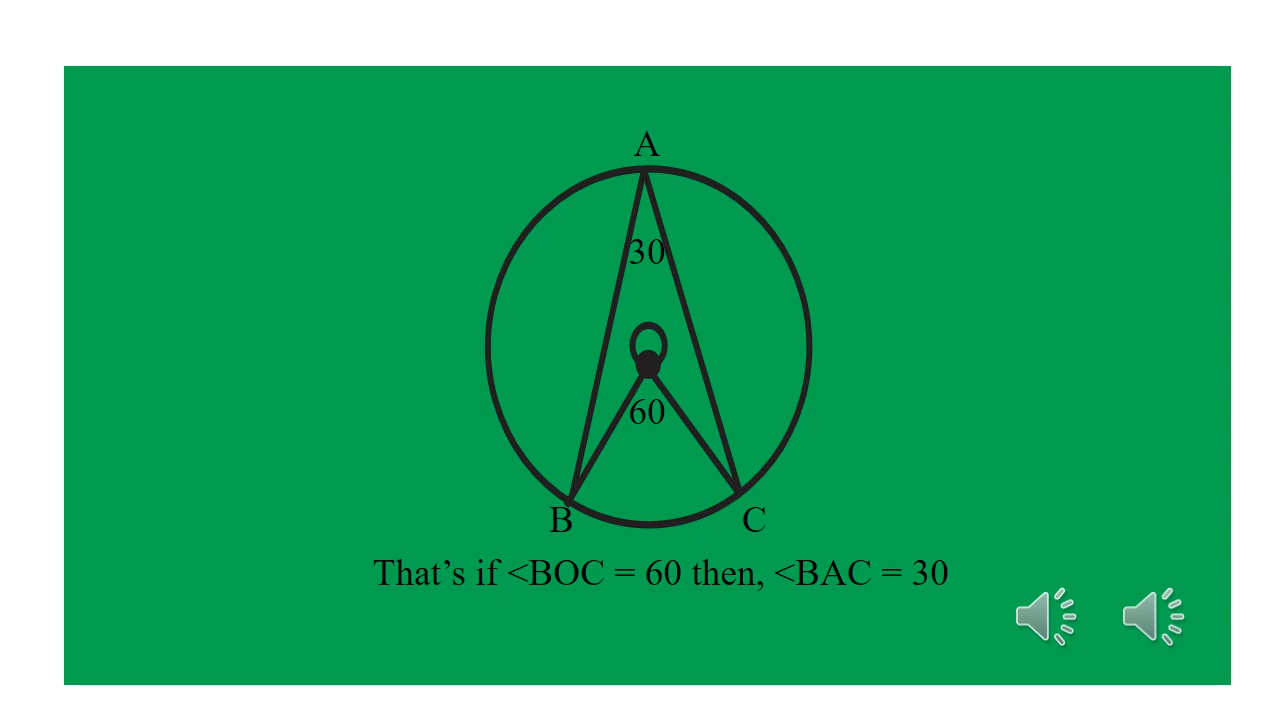 A
30
60
B
C
That’s if <BOC = 60 then, <BAC = 30